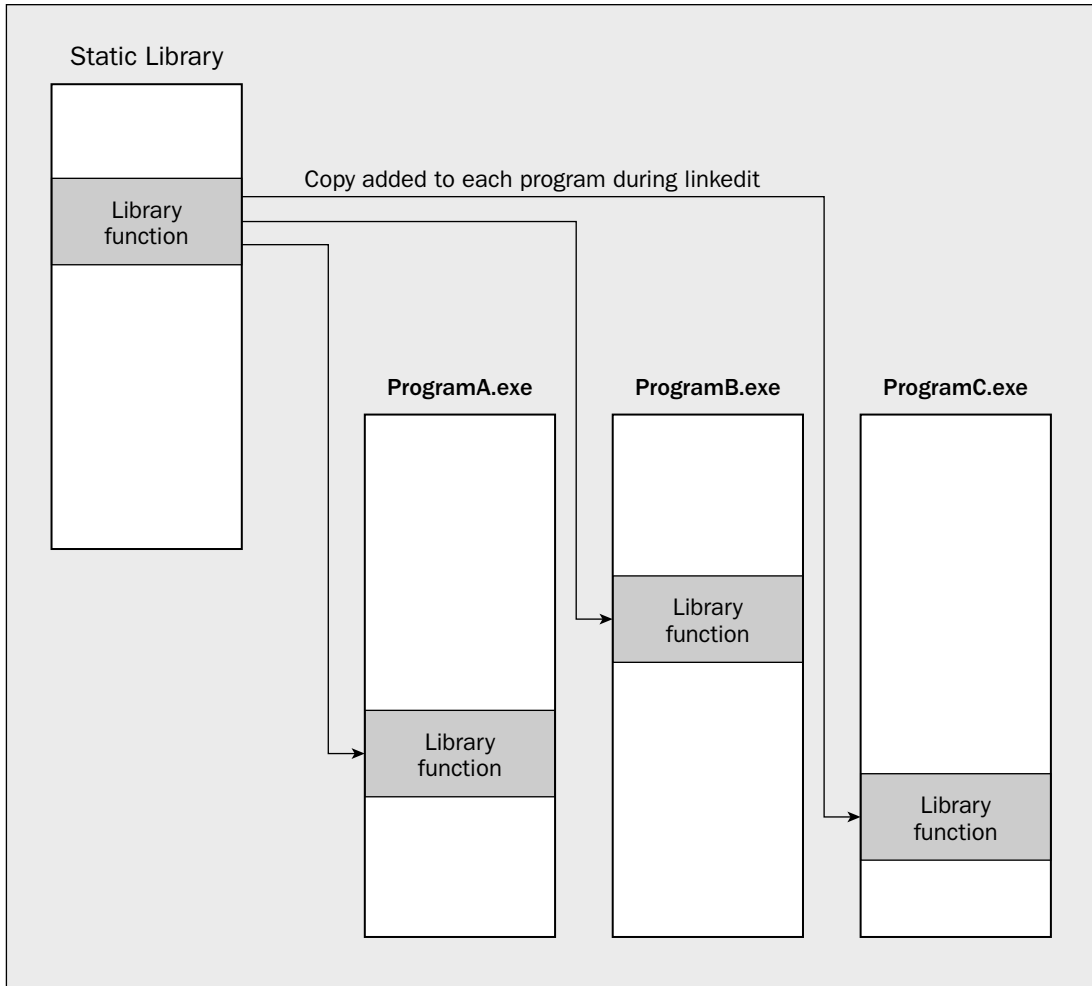 Static Library
Copy added to each program during linkedit
Library
function
ProgramA.exe
ProgramB.exe
ProgramC.exe
Library
function
Library
function
Library
function